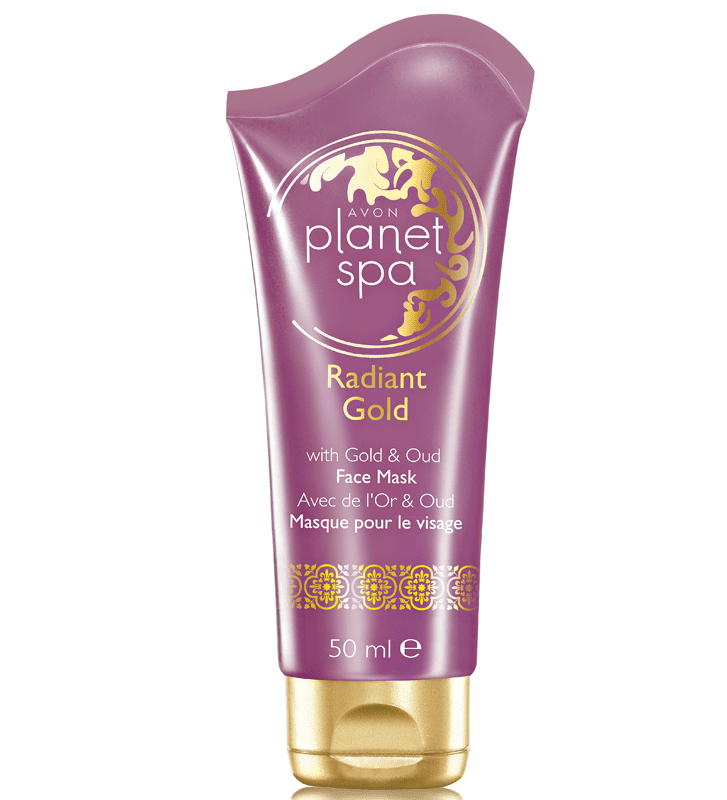 AVON
planet
spa
Radiant
Gold
with Gold & Oud
Face Mask
Avec de l'Or & Oud
Masque pour le visage
50 ml ℮